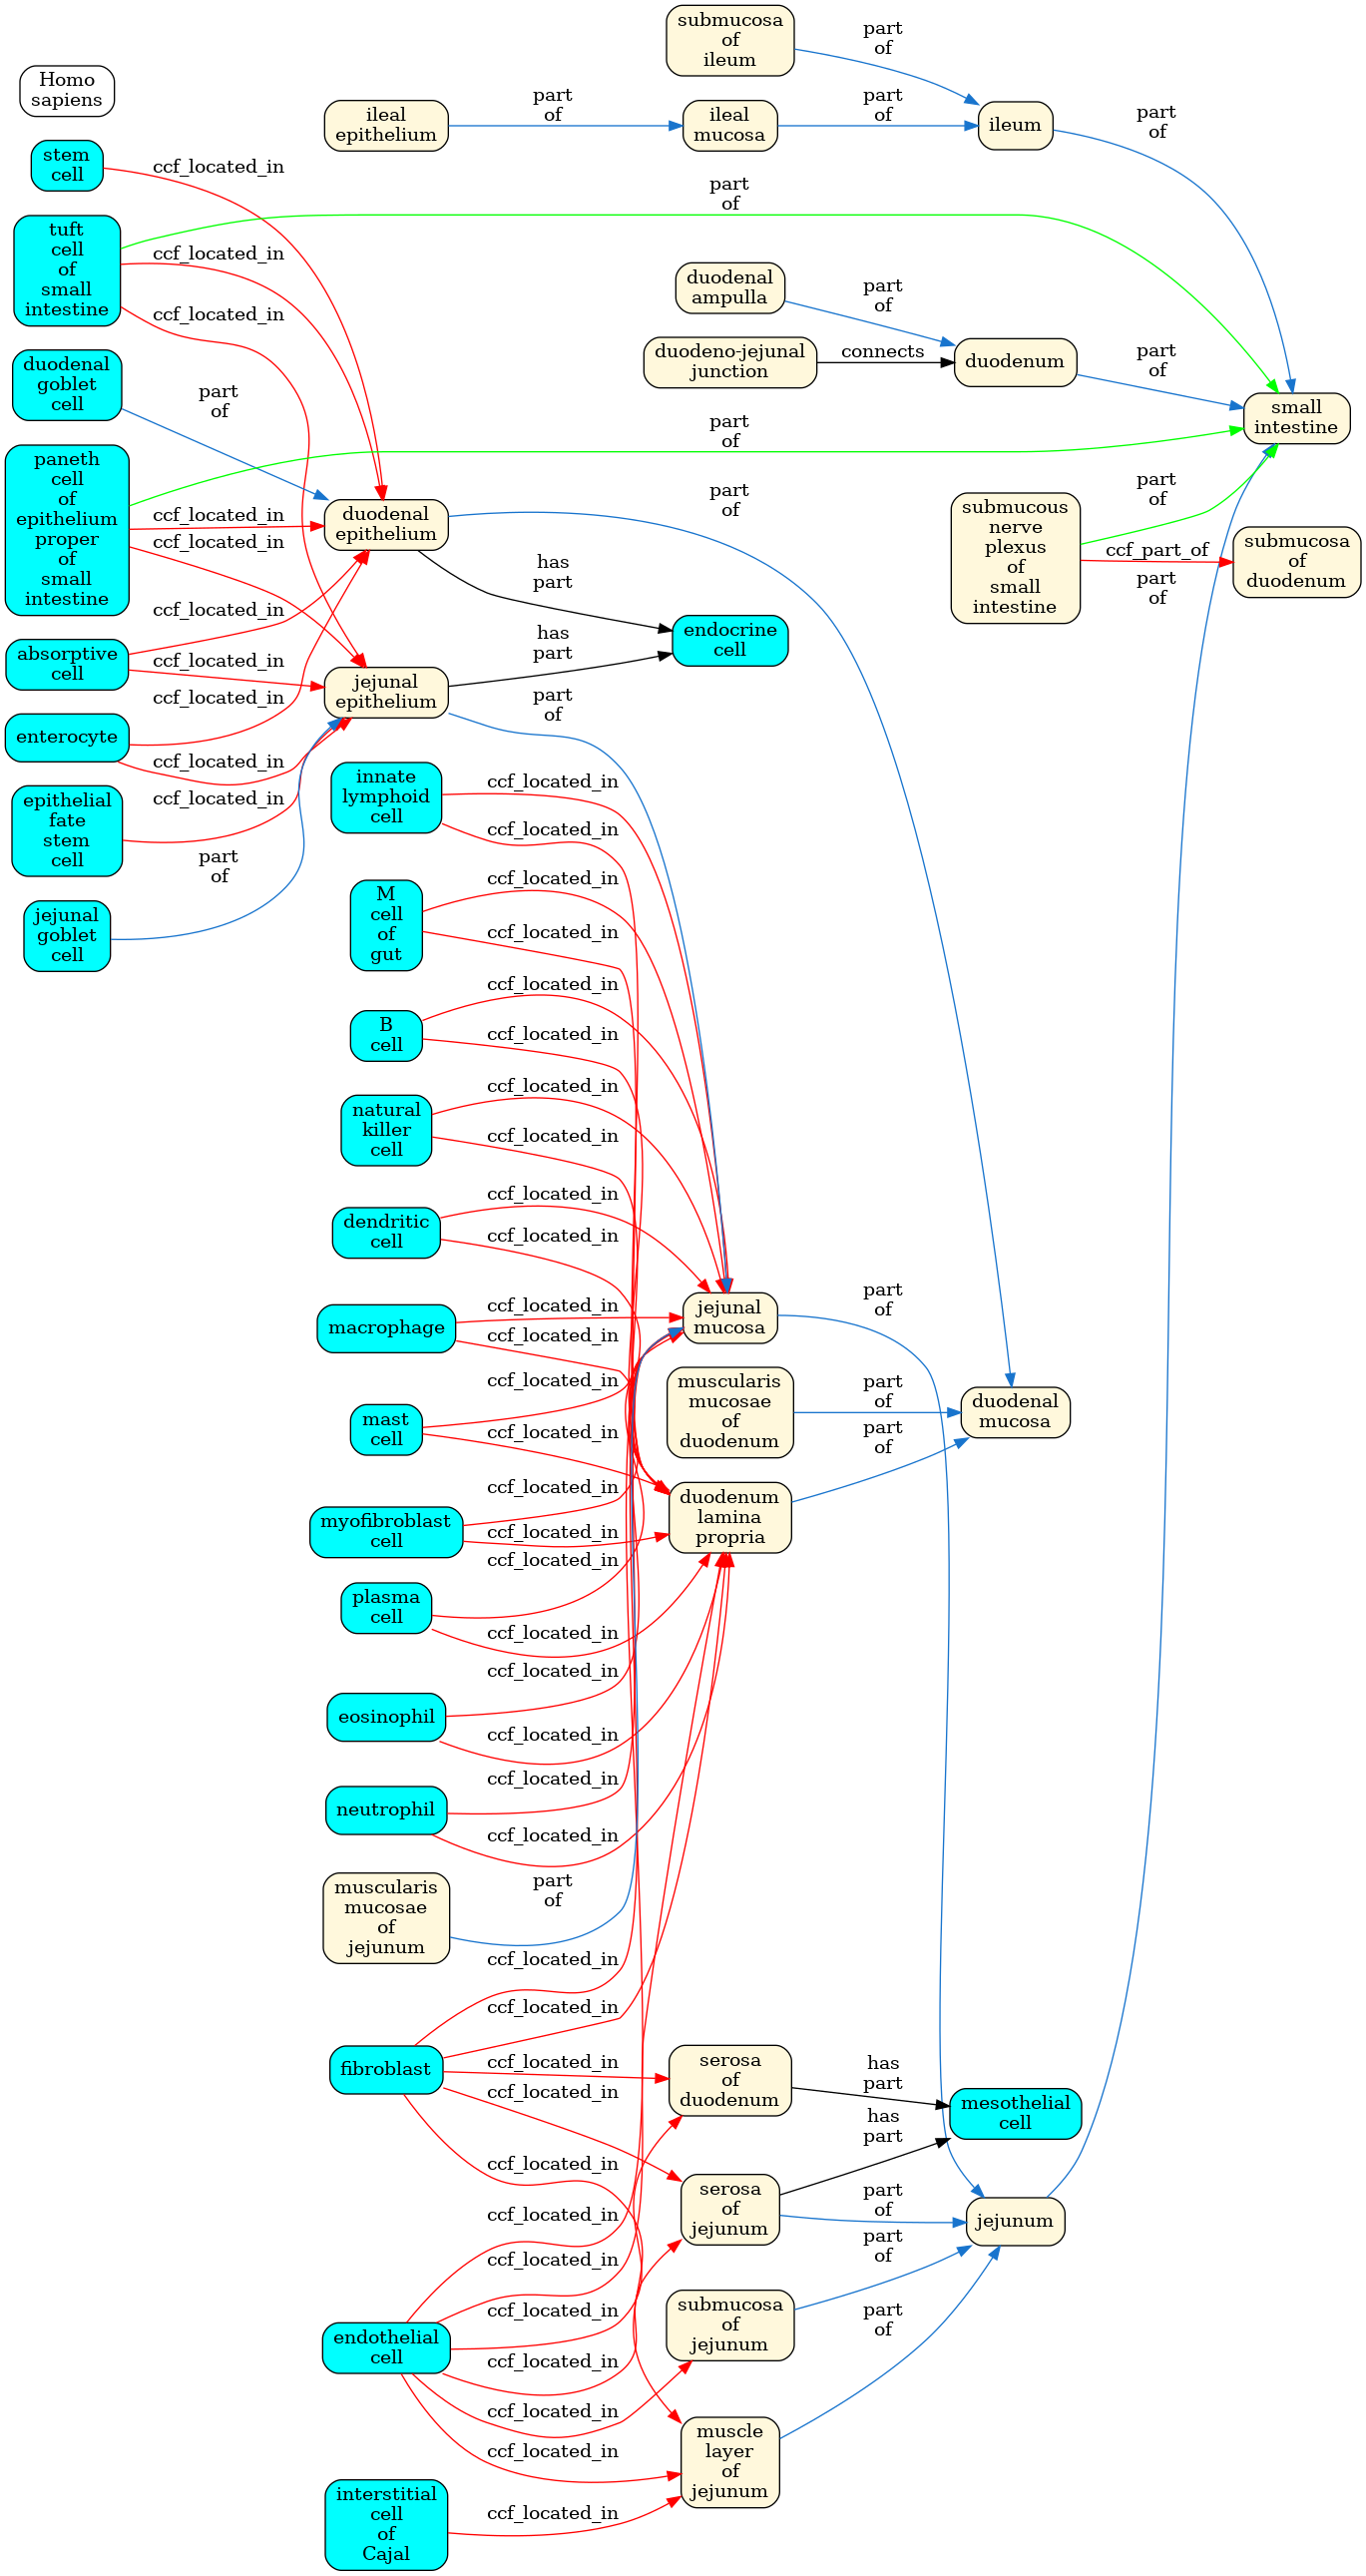 submucosa
of
ileum
part
of
Homo
sapiens
ileal
epithelium
part
of
ileal
mucosa
part
of
ileum
part
of
stem
cell
ccf_located_in
tuft
cell
of
small
intestine
part
of
ccf_located_in
ccf_located_in
duodenal
ampulla
part
of
duodeno-jejunal
junction
connects
duodenum
part
of
small
intestine
duodenal
goblet
cell
part
of
paneth
cell
of
epithelium
proper
of
small
intestine
part
of
ccf_located_in
ccf_located_in
duodenal
epithelium
part
of
has
part
submucous
nerve
plexus
of
small
intestine
part
of
ccf_part_of
submucosa
of
duodenum
part
of
absorptive
cell
ccf_located_in
ccf_located_in
endocrine
cell
jejunal
epithelium
has
part
part
of
enterocyte
ccf_located_in
ccf_located_in
epithelial
fate
stem
cell
ccf_located_in
jejunal
goblet
cell
part
of
innate
lymphoid
cell
ccf_located_in
ccf_located_in
M
cell
of
gut
ccf_located_in
ccf_located_in
B
cell
ccf_located_in
ccf_located_in
natural
killer
cell
ccf_located_in
ccf_located_in
dendritic
cell
ccf_located_in
ccf_located_in
macrophage
ccf_located_in
ccf_located_in
jejunal
mucosa
part
of
mast
cell
ccf_located_in
ccf_located_in
muscularis
mucosae
of
duodenum
part
of
duodenal
mucosa
myofibroblast
cell
ccf_located_in
ccf_located_in
duodenum
lamina
propria
part
of
plasma
cell
ccf_located_in
ccf_located_in
eosinophil
ccf_located_in
ccf_located_in
neutrophil
ccf_located_in
ccf_located_in
muscularis
mucosae
of
jejunum
part
of
fibroblast
ccf_located_in
ccf_located_in
ccf_located_in
ccf_located_in
ccf_located_in
serosa
of
duodenum
has
part
mesothelial
cell
serosa
of
jejunum
has
part
part
of
jejunum
endothelial
cell
ccf_located_in
ccf_located_in
ccf_located_in
ccf_located_in
ccf_located_in
ccf_located_in
submucosa
of
jejunum
part
of
muscle
layer
of
jejunum
part
of
interstitial
cell
of
Cajal
ccf_located_in